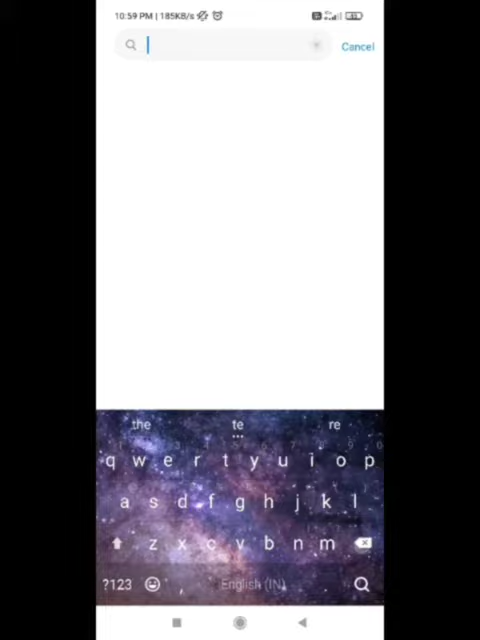 10:59 PM | 185KB/s
Cancel
the te re
q w e r t y u i o p
a s d f g h j k l
z x c v b n m
?123 , English (IN) .